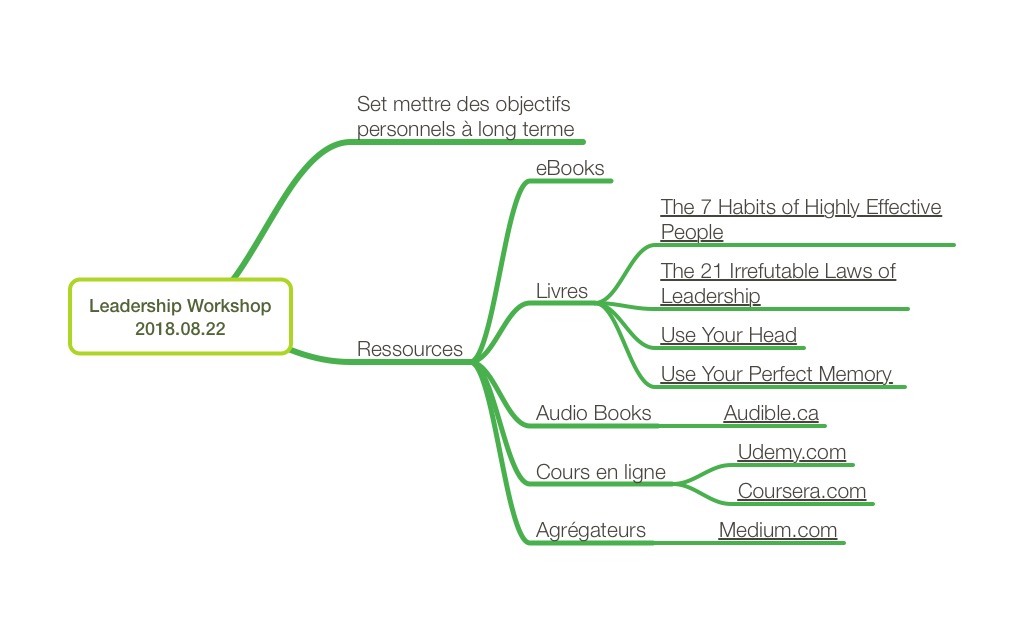 Set mettre des objectifs
personnels à long terme
eBooks
The 7 Habits of Highly Effective
People
The 21 Irrefutable Laws of
Leadership
Livres
Leadership Workshop
2018.08.22
Use Your Head
Ressources
Use Your Perfect Memory
Audio Books
Audible.ca
Udemy.com
Cours en ligne
Coursera.com
Agrégateurs
Medium.com